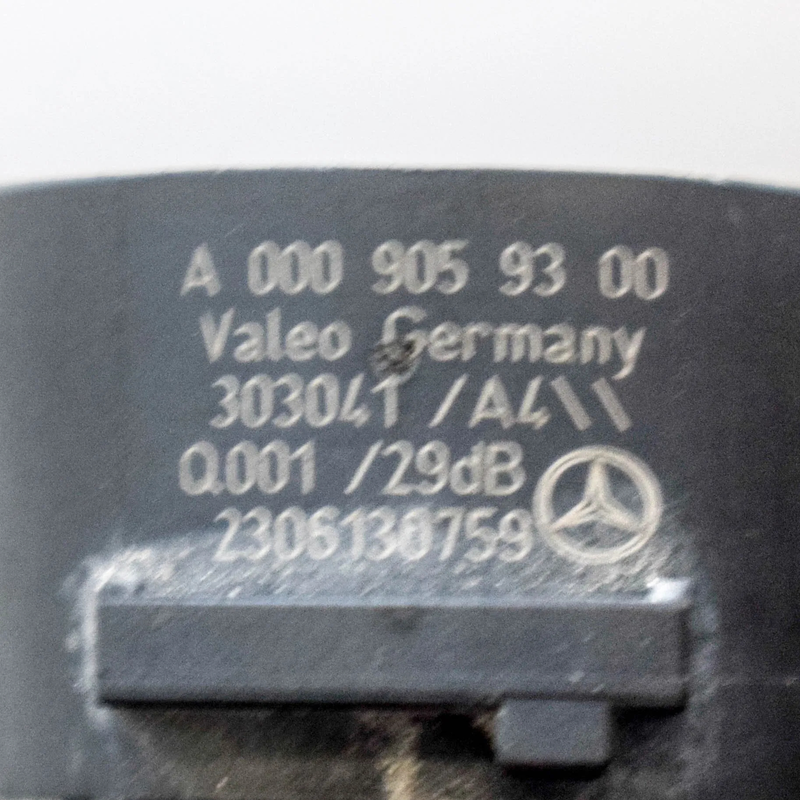 A 000 905 93 00
Valeo Germany
303041 /A4\\
Q.001 /29dB
2306130759